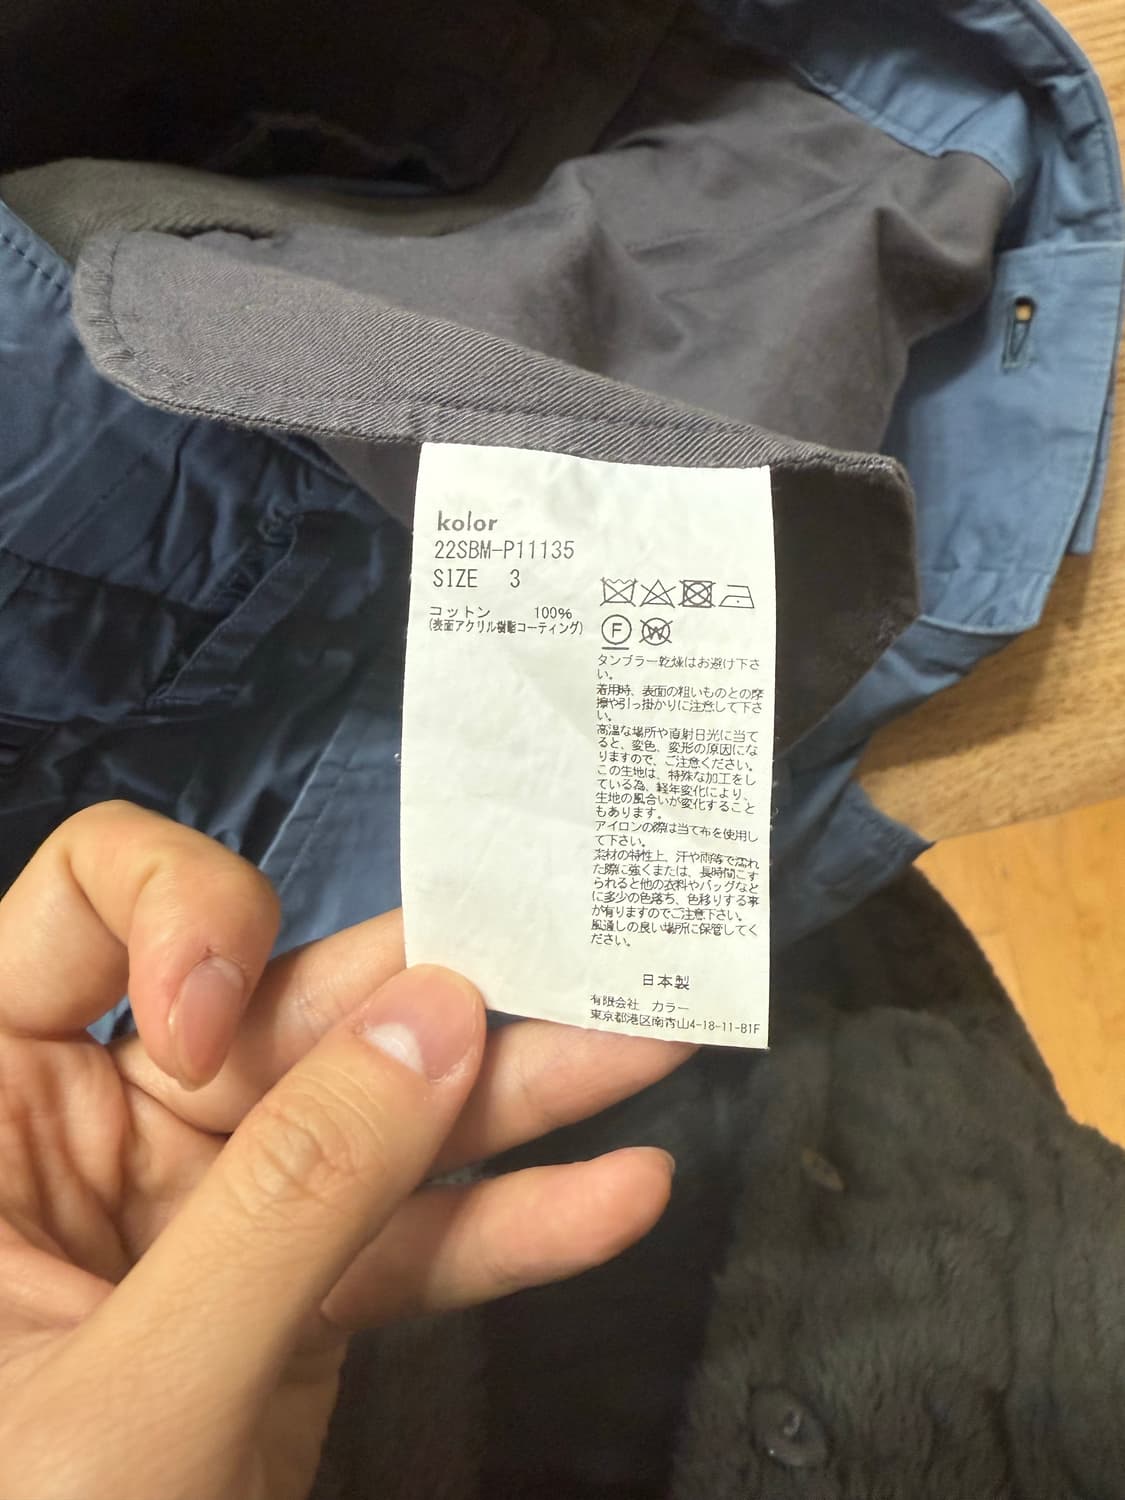 kolor
22SBM-P11135
SIZE 3
コットン 100%
(表面アクリル樹脂コーティング)
F
W
タンブラー乾燥はお避け下さ
い。
着用時、表面の粗いものとの摩
擦や引っ掛かりに注意して下さ
い。
高温な場所や直射日光に当て
ると、変色、変形の原因にな
りますので、ご注意ください。
この生地は、特殊な加工をし
ている為、経年変化により、
生地の風合いが変化すること
もあります。
アイロンの際は当て布を使用し
て下さい。
素材の特性上、汗や雨等で濡れ
た際に強くまたは、長時間こす
られると他の衣料やバッグなど
に多少の色落ち、色移りする事
が有りますのでご注意下さい。
風通しの良い場所に保管してく
ださい。
日本製
有限会社 カラー
東京都港区南青山4-18-11-B1F